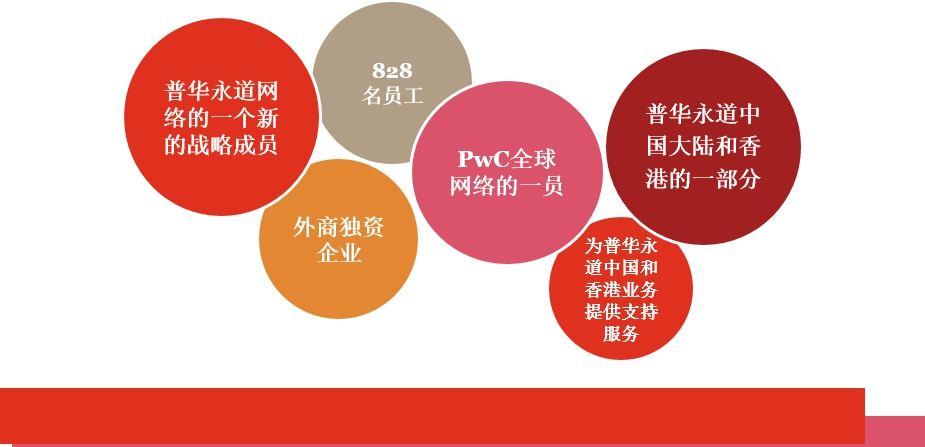 普华永道网
络的一个新
的战略成员
828
名员工
外商独资
企业
PwC全球
网络的一员
普华永道中
国大陆和香
港的一部分
为普华永
道中国和
香港业务
提供支持
服务